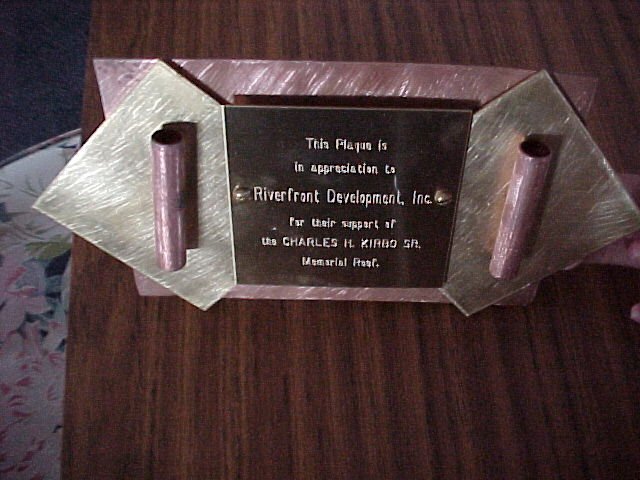 This Plaque is
in appreciation to
Riverfront Development, Inc.
for their support of
the CHARLES H. KIRBO SR.
Memorial Reef.